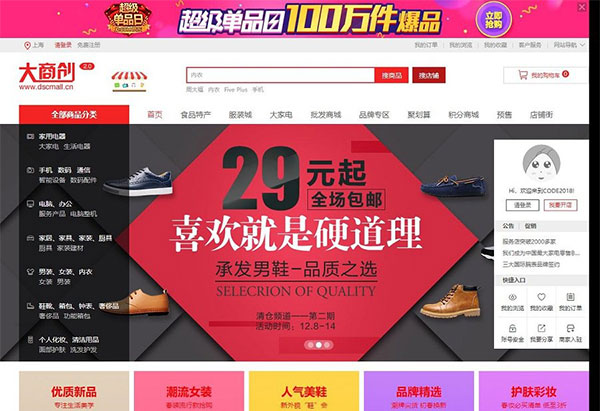 超级
单品日
超级单品日100万件爆品
立即
抢购
上海 请登录 免费注册
我的订单 我的浏览 我的收藏 客户服务 网站导航
大商创 2.0
www.dscmall.cn
内衣
搜商品
搜店铺
周大福 内衣 Five Plus 手机
我的购物车 0
全部商品分类
首页 食品特产 服装城 大家电 批发商城 品牌专区 聚划算 积分商城 预售 店铺街
家用电器
大家电 生活电器
手机、数码、通信
智能设备 数码配件
电脑、办公
服务产品 电脑整机
家居、家具、家装、厨具
家具 家装建材
男装、女装、内衣
女装 男装
鞋靴、箱包、钟表、奢侈品
奢侈品 功能箱包
个人化妆、清洁用品
面部护肤 洗发护发
29元起
全场包邮
喜欢就是硬道理
承发男鞋-品质之选
SELECRION OF QUALITY
清仓频道——第二期
活动时间：12.8-14
Hi，欢迎来到CODE2018!
请登录
我要开店
公告 促销
服务店突破2000多家
我们成为中国最大家电零售B...
三大国际腕表品牌签约
快捷入口
我的浏览 我的收藏 我的订单
账号安全 我要分享 商家入驻
优质新品
专注生活美学
潮流女装
春装流行款抢购
人气美鞋
新外貌“鞋”会
品牌精选
潮牌尖货 初春换款
护肤彩妆
春妆必买清单 低至3折